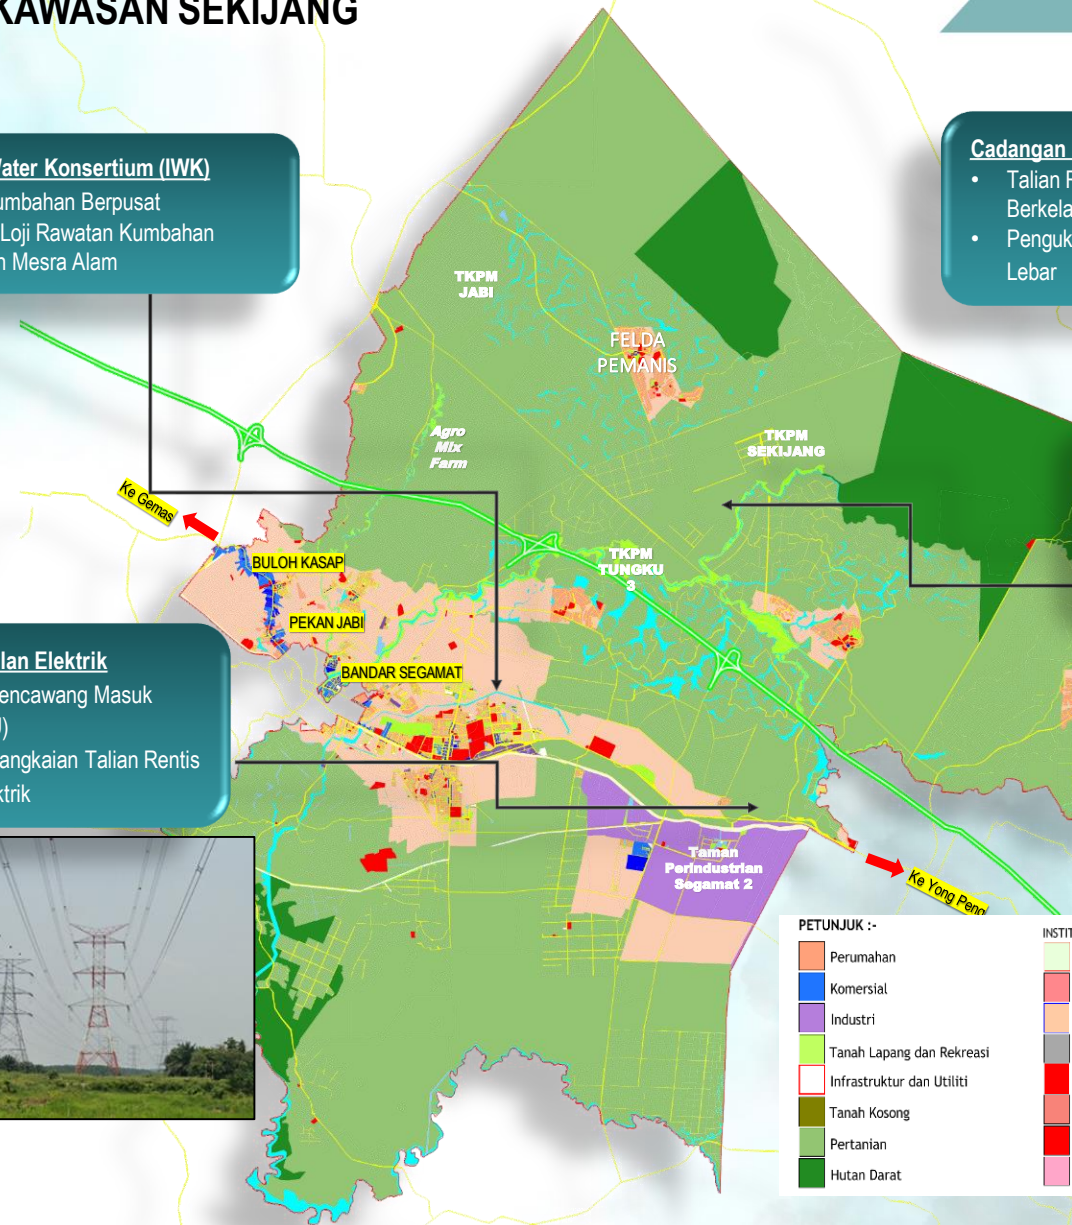 KAWASAN SEKIJANG
Water Konsertium (IWK)
umbahan Berpusat
Loji Rawatan Kumbahan
n Mesra Alam
Cadangan
• Talian F
Berkela
• Penguk
Lebar
TKPM
JABI
FELDA
PEMANIS
Agro
Mix
Farm
TKPM
SEKIJANG
Ke Gemas
TKPM
TUNGKU
3
BULOH KASAP
PEKAN JABI
BANDAR SEGAMAT
lan Elektrik
encawang Masuk
)
angkaian Talian Rentis
ktrik
Taman
Perindustrian
Segamat 2
Ke Yong Peng
PETUNJUK :-
Perumahan
Komersial
Industri
Tanah Lapang dan Rekreasi
Infrastruktur dan Utiliti
Tanah Kosong
Pertanian
Hutan Darat
INSTIT